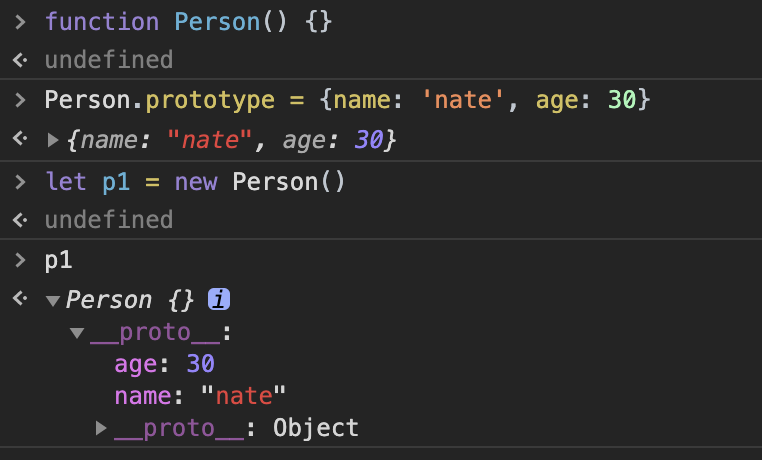 > function Person() {}
undefined
> Person.prototype = {name: 'nate', age: 30}
{name: "nate", age: 30}
> let p1 = new Person()
undefined
> p1
Person {} i
__proto__:
age: 30
name: "nate"
__proto__: Object